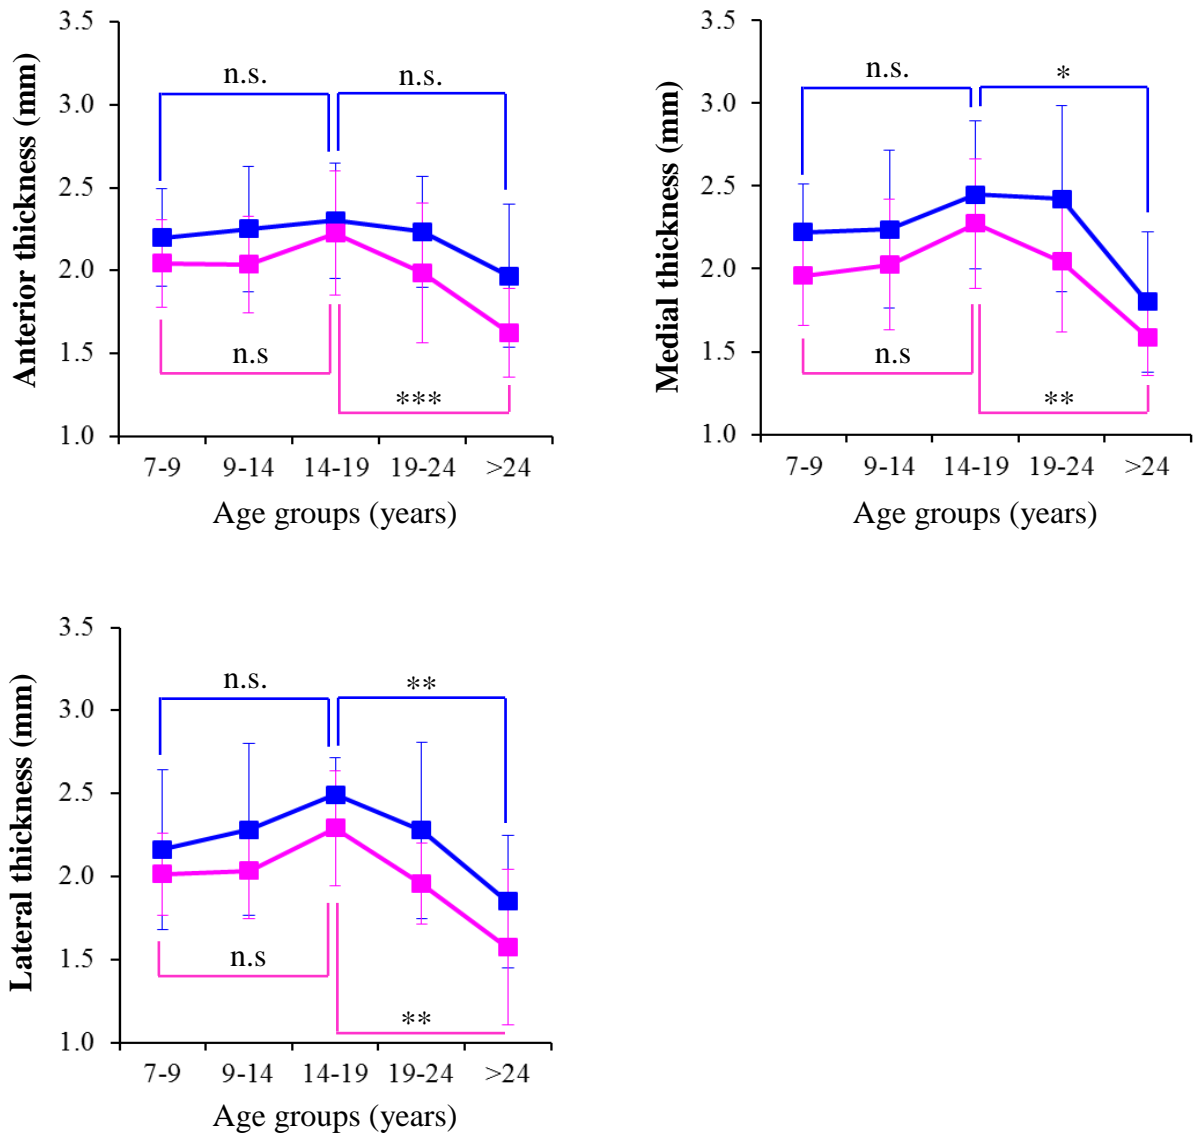 Anterior thickness (mm)
3.5
3.0
2.5
2.0
1.5
1.0
n.s.
n.s.
n.s
***
7-9 9-14 14-19 19-24 >24
Age groups (years)
Medial thickness (mm)
3.5
3.0
2.5
2.0
1.5
1.0
n.s.
*
n.s
**
7-9 9-14 14-19 19-24 >24
Age groups (years)
Lateral thickness (mm)
3.5
3.0
2.5
2.0
1.5
1.0
n.s.
**
n.s
**
7-9 9-14 14-19 19-24 >24
Age groups (years)